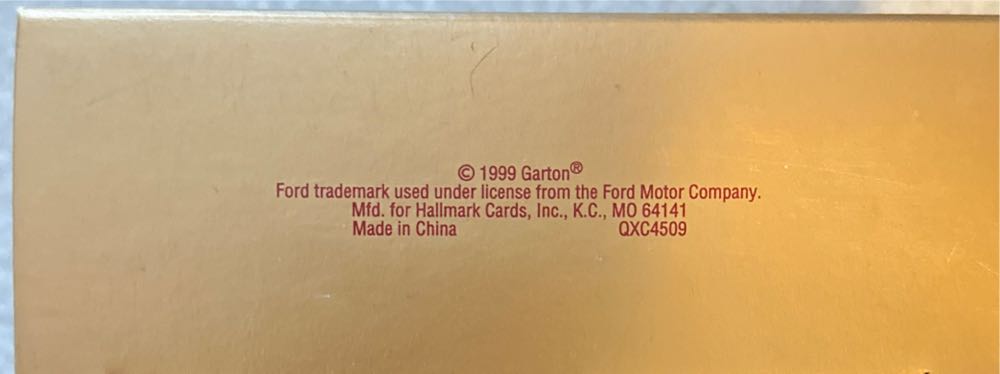 © 1999 Garton®
Ford trademark used under license from the Ford Motor Company.
Mfd. for Hallmark Cards, Inc., K.C., MO 64141
Made in China QXC4509